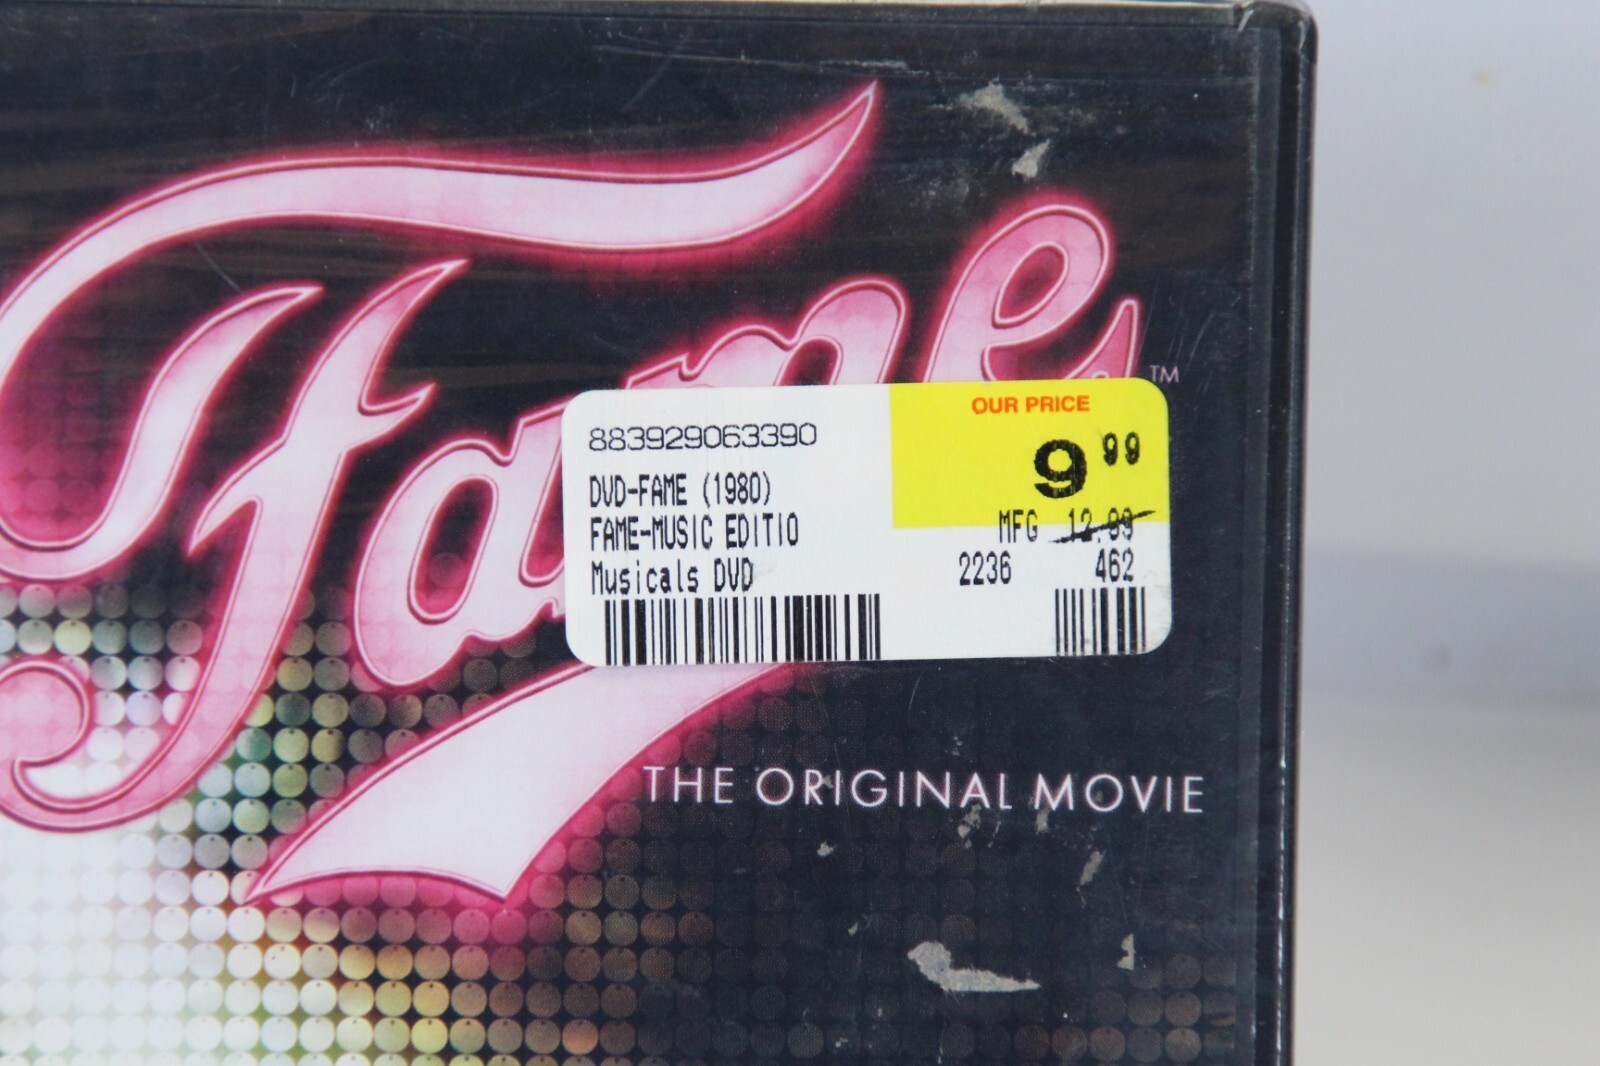 Fame
TM
883929063390
OUR PRICE
9 99
DVD-FAME (1980)
FAME-MUSIC EDITIO
MFG 12.99
Musicals DVD
2236 462
THE ORIGINAL MOVIE